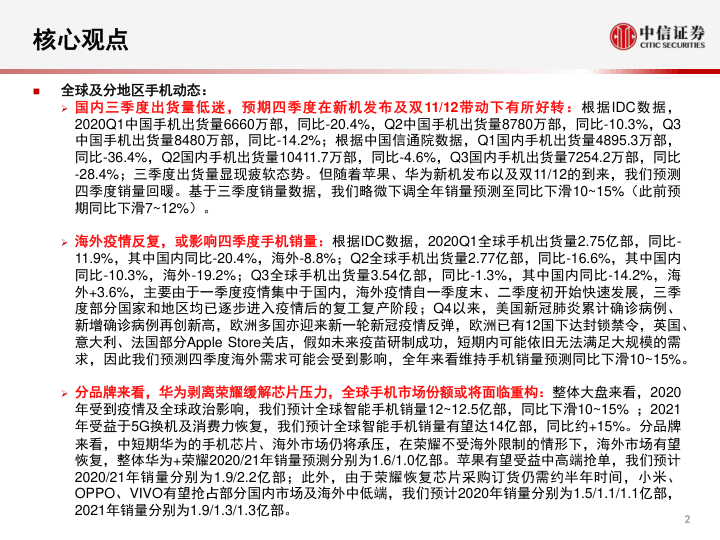 核心观点
中信证券
CITIC SECURITIES
全球及分地区手机动态：
国内三季度出货量低迷，预期四季度在新机发布及双11/12带动下有所好转：根据IDC数据，
2020Q1中国手机出货量6660万部，同比-20.4%，Q2中国手机出货量8780万部，同比-10.3%，Q3
中国手机出货量8480万部，同比-14.2%；根据中国信通院数据，Q1国内手机出货量4895.3万部，
同比-36.4%，Q2国内手机出货量10411.7万部，同比-4.6%，Q3国内手机出货量7254.2万部，同比
-28.4%；三季度出货量显现疲软态势。但随着苹果、华为新机发布以及双11/12的到来，我们预测
四季度销量回暖。基于三季度销量数据，我们略微下调全年销量预测至同比下滑10~15%（此前预
期同比下滑7~12%）。
海外疫情反复，或影响四季度手机销量：根据IDC数据，2020Q1全球手机出货量2.75亿部，同比-
11.9%，其中国内同比-20.4%，海外-8.8%；Q2全球手机出货量2.77亿部，同比-16.6%，其中国内
同比-10.3%，海外-19.2%；Q3全球手机出货量3.54亿部，同比-1.3%，其中国内同比-14.2%，海
外+3.6%，主要由于一季度疫情集中于国内，海外疫情自一季度末、二季度初开始快速发展，三季
度部分国家和地区均已逐步进入疫情后的复工复产阶段；Q4以来，美国新冠肺炎累计确诊病例、
新增确诊病例再创新高，欧洲多国亦迎来新一轮新冠疫情反弹，欧洲已有12国下达封锁禁令，英国、
意大利、法国部分Apple Store关店，假如未来疫苗研制成功，短期内可能依旧无法满足大规模的需
求，因此我们预测四季度海外需求可能会受到影响，全年来看维持手机销量预测同比下滑10~15%。
分品牌来看，华为剥离荣耀缓解芯片压力，全球手机市场份额或将面临重构：整体大盘来看，2020
年受到疫情及全球政治影响，我们预计全球智能手机销量12~12.5亿部，同比下滑10~15% ；2021
年受益于5G换机及消费力恢复，我们预计全球智能手机销量有望达14亿部，同比约+15%。分品牌
来看，中短期华为的手机芯片、海外市场仍将承压，在荣耀不受海外限制的情形下，海外市场有望
恢复，整体华为+荣耀2020/21年销量预测分别为1.6/1.0亿部。苹果有望受益中高端抢单，我们预计
2020/21年销量分别为1.9/2.2亿部；此外，由于荣耀恢复芯片采购订货仍需约半年时间，小米、
OPPO、VIVO有望抢占部分国内市场及海外中低端，我们预计2020年销量分别为1.5/1.1/1.1亿部，
2021年销量分别为1.9/1.3/1.3亿部。
2